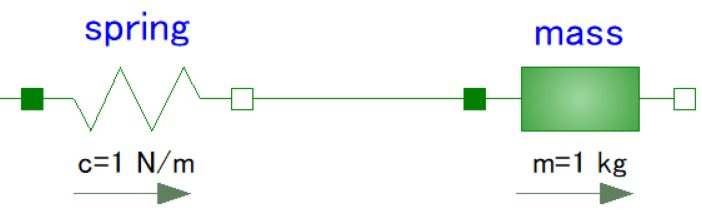 spring
mass
c=1 N/m
m=1 kg